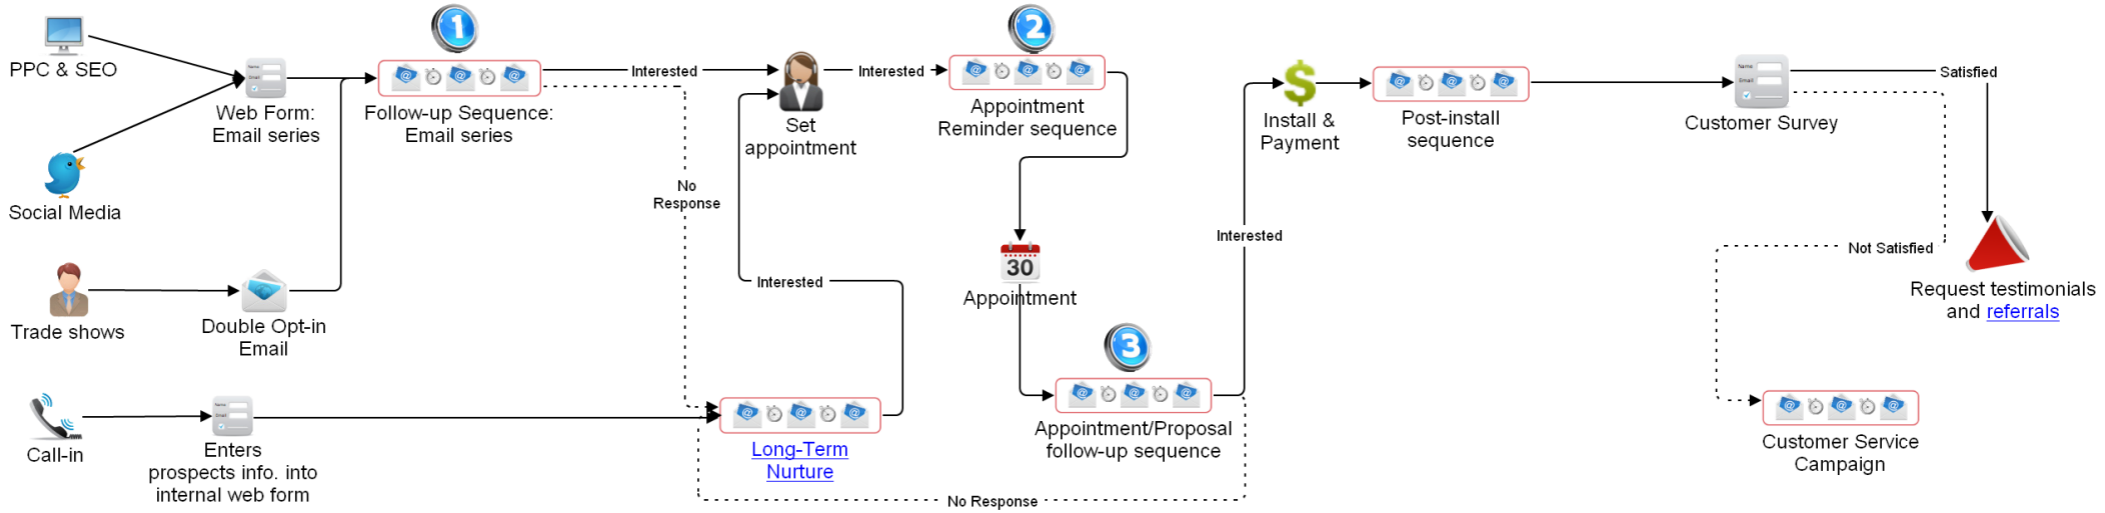 1
2
PPC & SEO
Web Form:
Email series
Follow-up Sequence:
Email series
Interested
Set
appointment
Interested
Appointment
Reminder sequence
Install &
Payment
Post-install
sequence
Customer Survey
Satisfied
Social Media
No
Response
Interested
Not Satisfied
30
Appointment
Interested
Request testimonials
and referrals
Trade shows
Double Opt-in
Email
3
Call-in
Enters
prospects info. into
internal web form
Long-Term
Nurture
Appointment/Proposal
follow-up sequence
Customer Service
Campaign
No Response